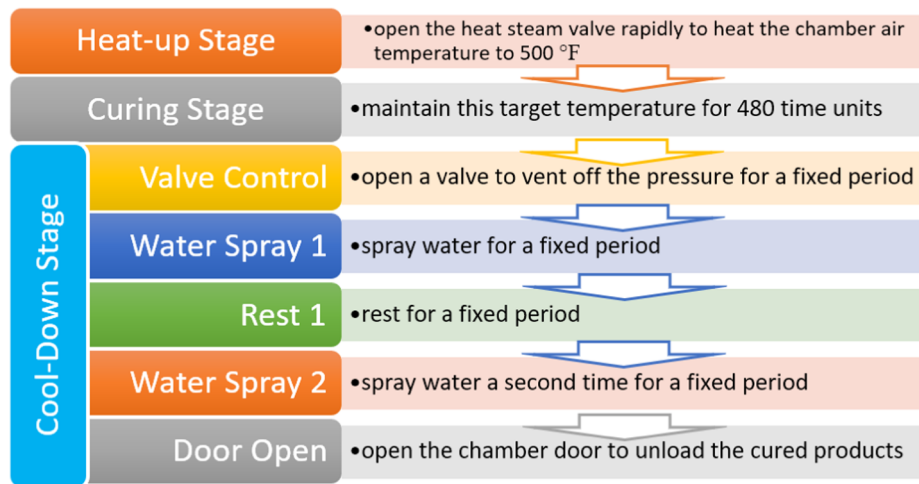 Heat-up Stage
•open the heat steam valve rapidly to heat the chamber air
temperature to 500 °F
Curing Stage
•maintain this target temperature for 480 time units
Cool-Down Stage
Valve Control
•open a valve to vent off the pressure for a fixed period
Water Spray 1
•spray water for a fixed period
Rest 1
•rest for a fixed period
Water Spray 2
•spray water a second time for a fixed period
Door Open
•open the chamber door to unload the cured products